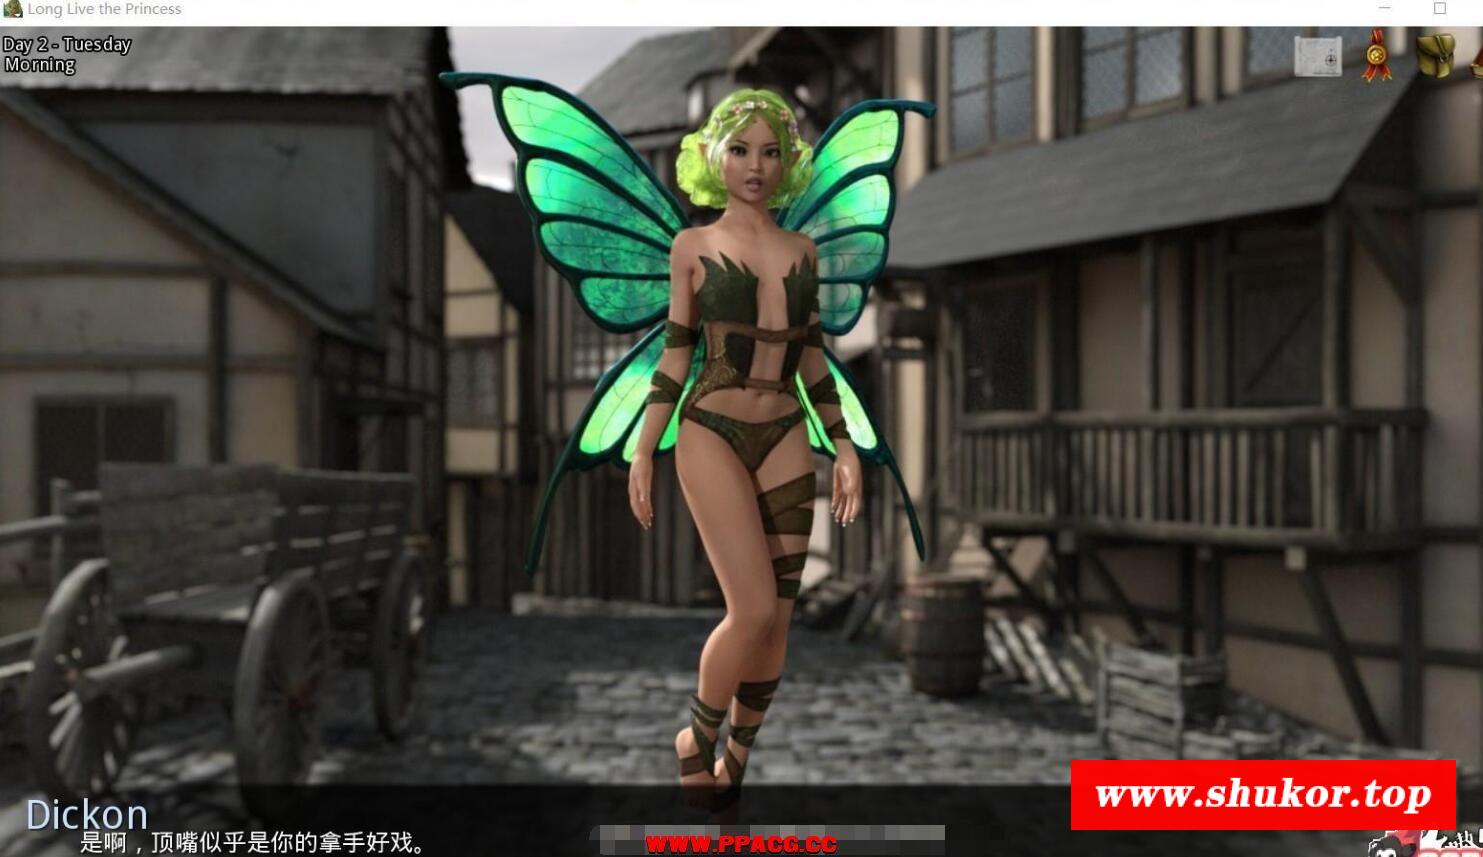 Long Live the Princess
Day 2 - Tuesday
Morning
Dickon
是啊，顶嘴似乎是你的拿手好戏。
www.shukor.top
WWW.PPACG.CC